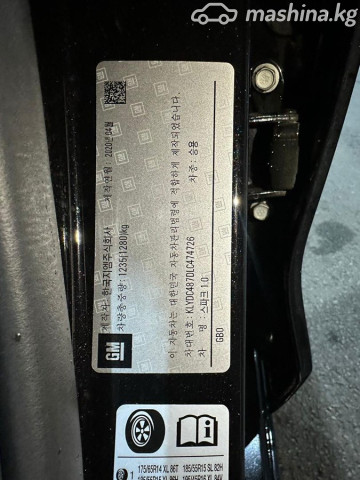 mashina.kg
제작자: 한국지엠주식회사 제작연월: 2020년04월
차량총중량: 1235(1280)kg
이 자동차는 대한민국 자동차관리법령에 적합하게 제작되었습니다.
차대번호: KLYDC487DLC474726 차종: 승용
차 명: 스파크 1.0
GB0
GM
175/65R14 XL 86T 185/55R15 SL 82H